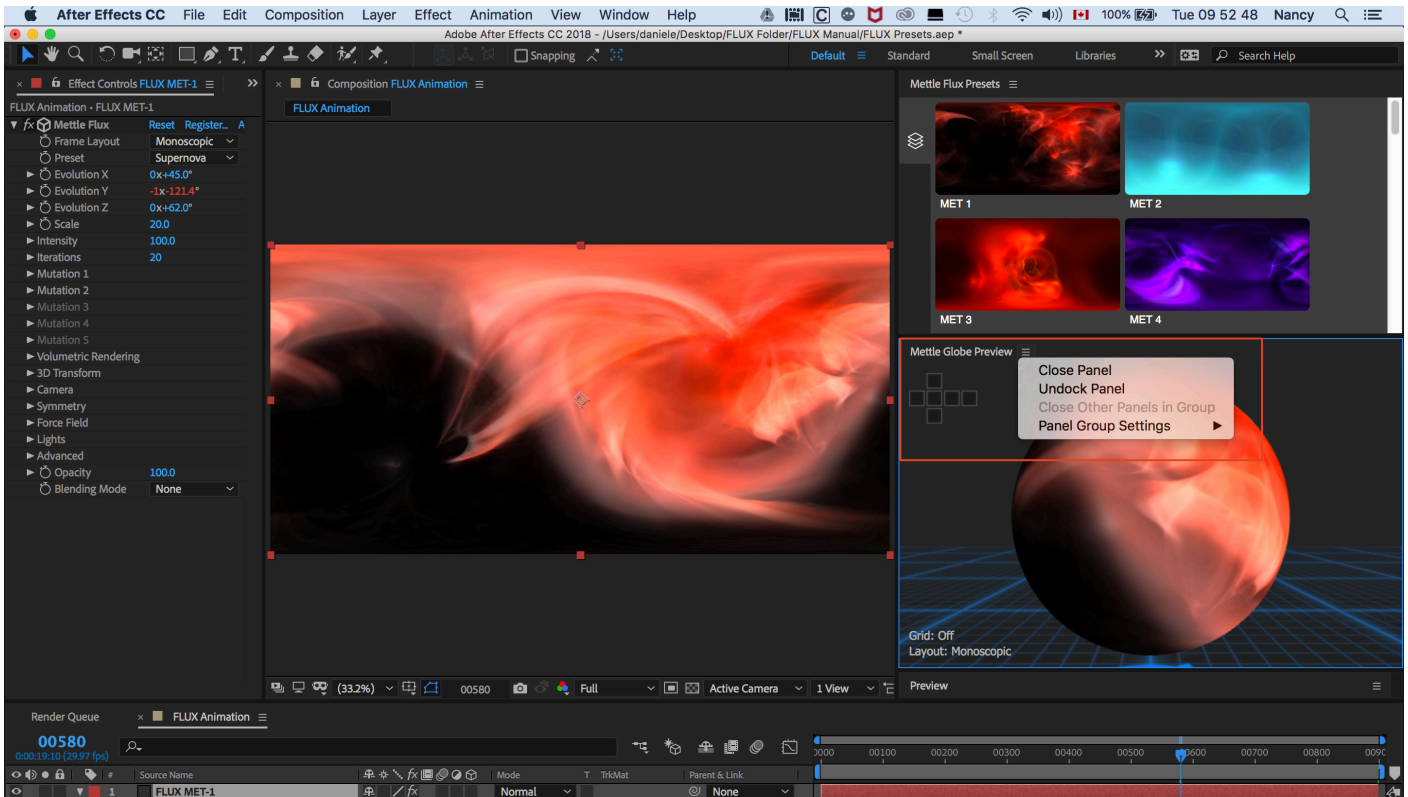 After Effects CC File Edit Composition Layer Effect Animation View Window Help 100% Tue 09 52 48 Nancy
Adobe After Effects CC 2018 - /Users/daniele/Desktop/FLUX Folder/FLUX Manual/FLUX Presets.aep *
Snapping Default Standard Small Screen Libraries Search Help
Effect Controls FLUX MET-1
FLUX Animation • FLUX MET-1
fx Mettle Flux Reset Register... A
Frame Layout Monoscopic
Preset Supernova
Evolution X 0x+45.0°
Evolution Y -1x-121.4°
Evolution Z 0x+62.0°
Scale 20.0
Intensity 100.0
Iterations 20
Mutation 1
Mutation 2
Mutation 3
Mutation 4
Mutation 5
Volumetric Rendering
3D Transform
Camera
Symmetry
Force Field
Lights
Advanced
Opacity 100.0
Blending Mode None
Composition FLUX Animation
FLUX Animation
(33.2%) 00580 Full Active Camera 1 View
Mettle Flux Presets
MET 1 MET 2
MET 3 MET 4
Mettle Globe Preview
Close Panel
Undock Panel
Close Other Panels in Group
Panel Group Settings
Grid: Off
Layout: Monoscopic
Preview
Render Queue FLUX Animation
00580
0:00:19:10 (29.97 fps)
00100 00200 00300 00400 00500 00700 00800
# Source Name fx Mode T TrkMat Parent & Link
1 FLUX MET-1 fx Normal None